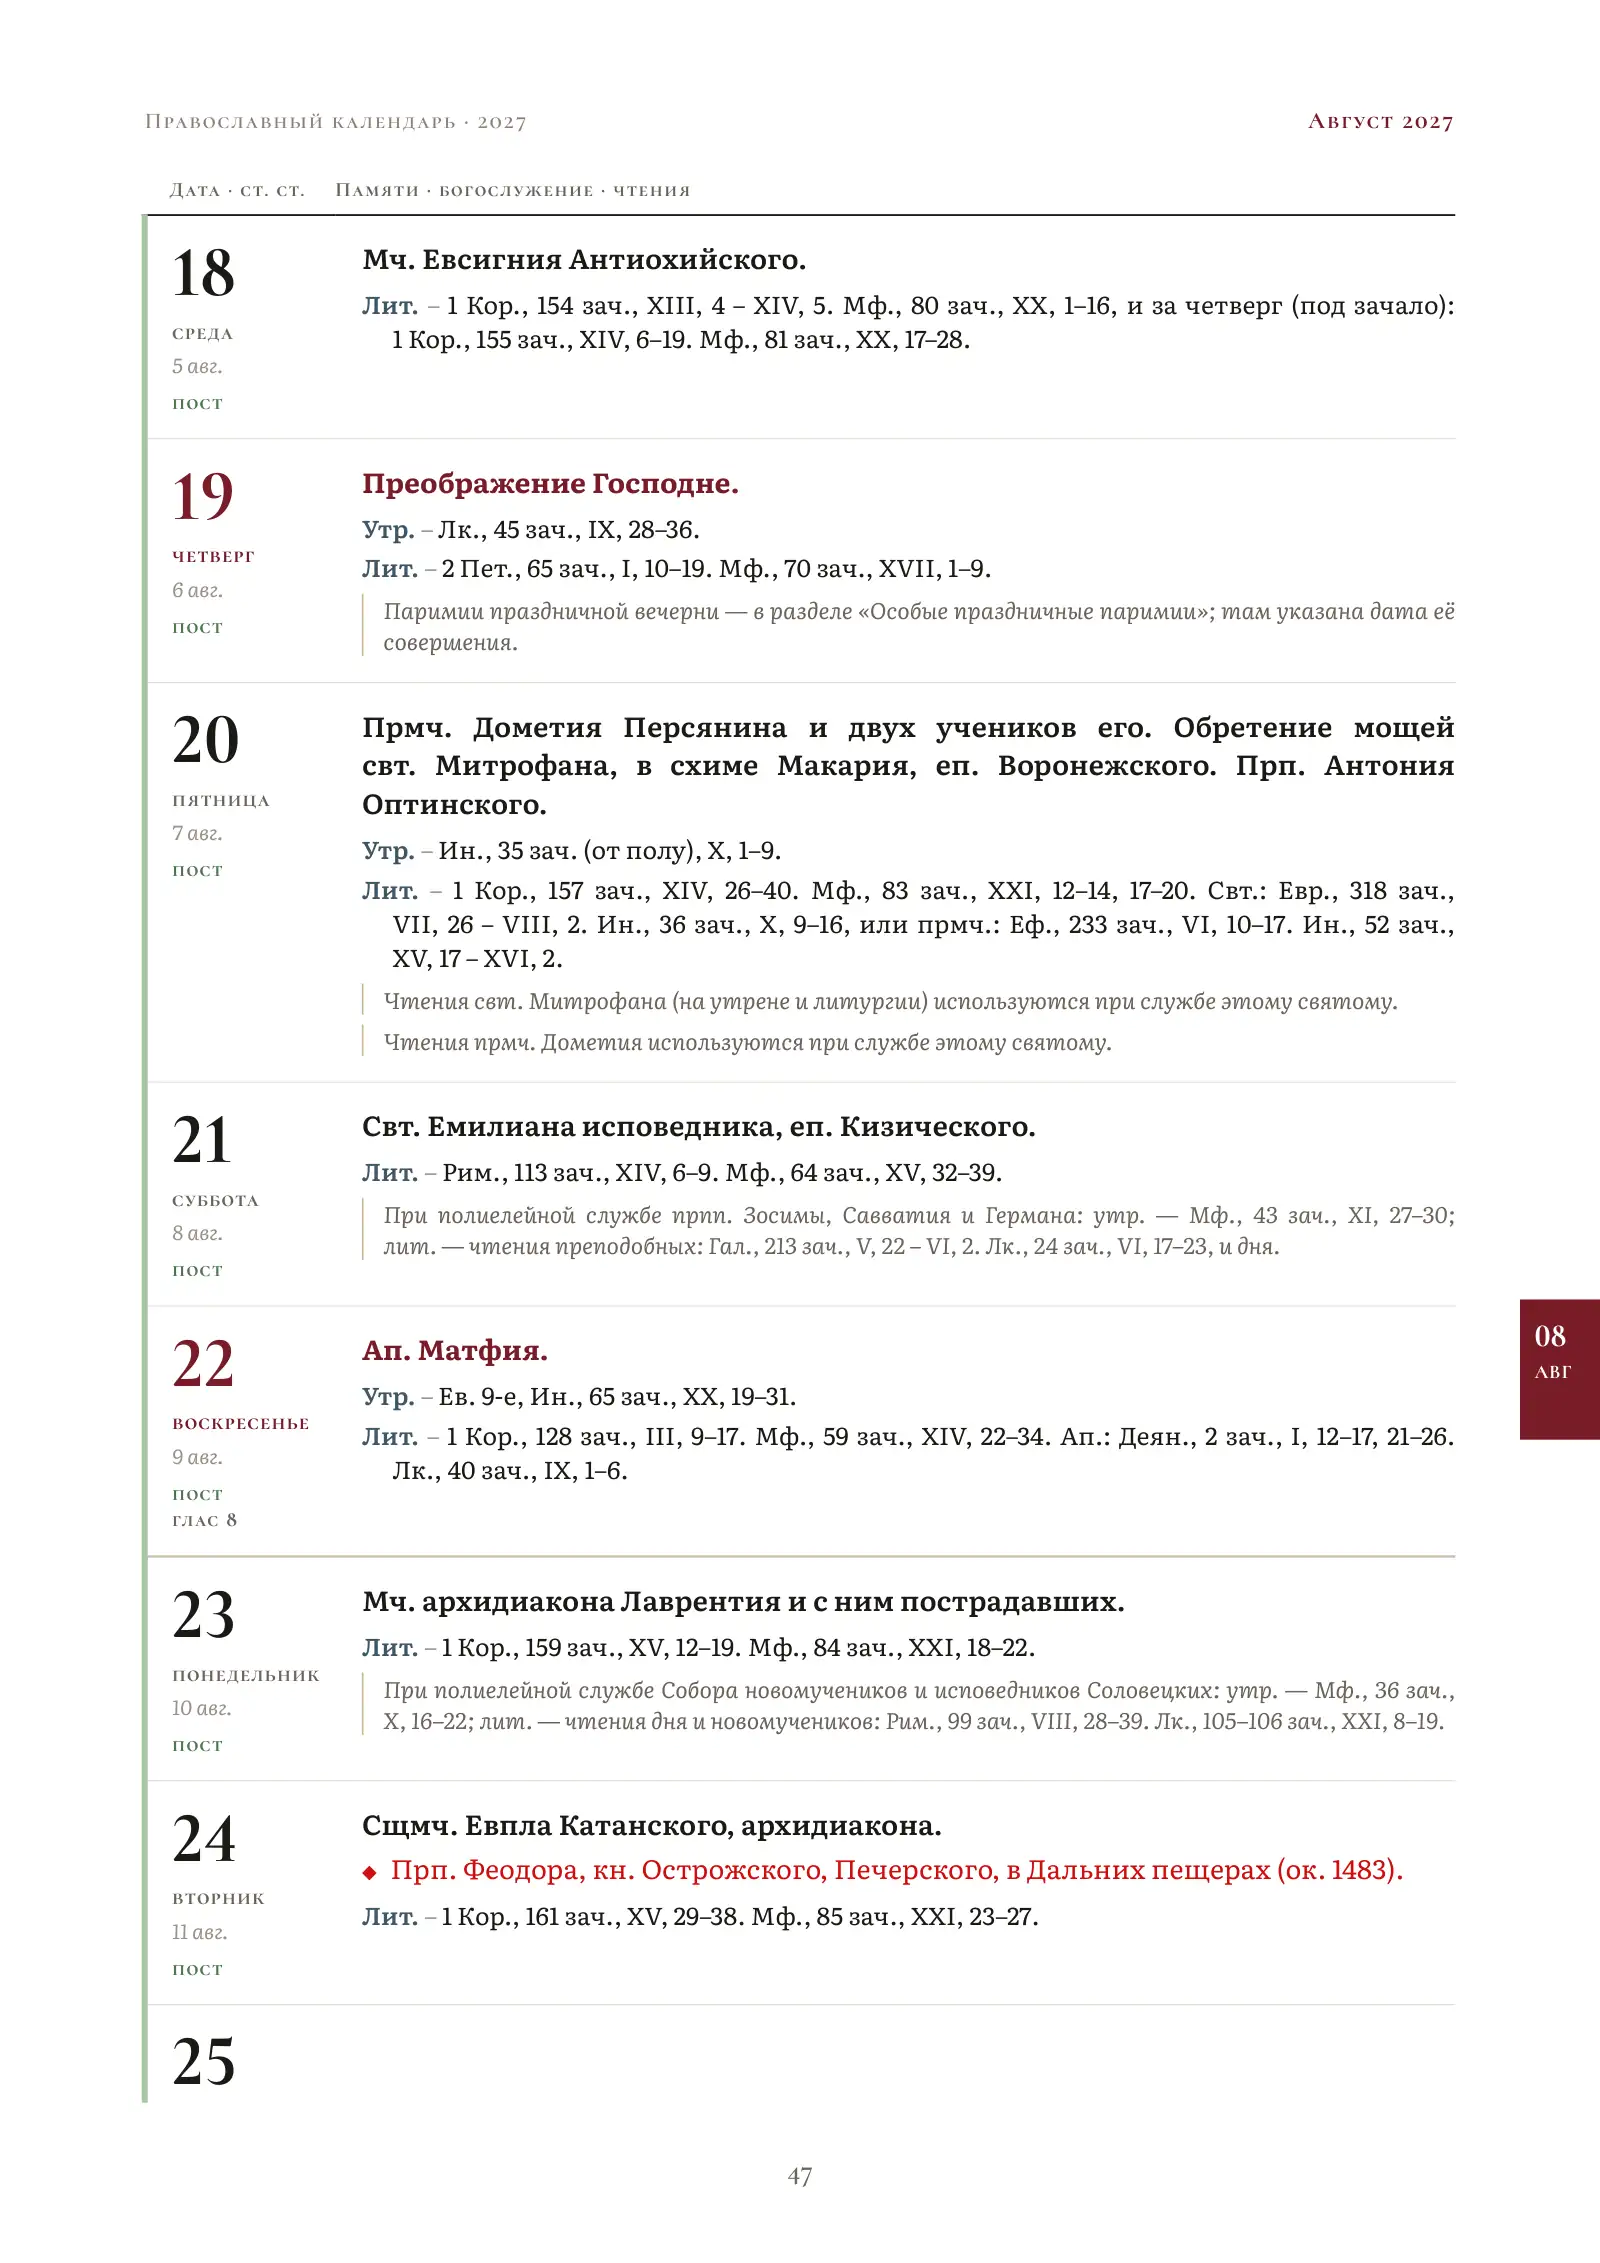 Православный календарь · 2027
Август 2027
Дата · ст. ст. Памяти · богослужение · чтения
18
среда
5 авг.
пост
Мч. Евсигния Антиохийского.
Лит. – 1 Кор., 154 зач., XIII, 4 – XIV, 5. Мф., 80 зач., XX, 1–16, и за четверг (под зачало):
1 Кор., 155 зач., XIV, 6–19. Мф., 81 зач., XX, 17–28.
19
четверг
6 авг.
пост
Преображение Господне.
Утр. – Лк., 45 зач., IX, 28–36.
Лит. – 2 Пет., 65 зач., I, 10–19. Мф., 70 зач., XVII, 1–9.
Паримии праздничной вечерни — в разделе «Особые праздничные паримии»; там указана дата её
совершения.
20
пятница
7 авг.
пост
Прмч. Дометия Персянина и двух учеников его. Обретение мощей
свт. Митрофана, в схиме Макария, еп. Воронежского. Прп. Антония
Оптинского.
Утр. – Ин., 35 зач. (от полу), X, 1–9.
Лит. – 1 Кор., 157 зач., XIV, 26–40. Мф., 83 зач., XXI, 12–14, 17–20. Свт.: Евр., 318 зач.,
VII, 26 – VIII, 2. Ин., 36 зач., X, 9–16, или прмч.: Еф., 233 зач., VI, 10–17. Ин., 52 зач.,
XV, 17 – XVI, 2.
Чтения свт. Митрофана (на утрене и литургии) используются при службе этому святому.
Чтения прмч. Дометия используются при службе этому святому.
21
суббота
8 авг.
пост
Свт. Емилиана исповедника, еп. Кизического.
Лит. – Рим., 113 зач., XIV, 6–9. Мф., 64 зач., XV, 32–39.
При полиелейной службе прпп. Зосимы, Савватия и Германа: утр. — Мф., 43 зач., XI, 27–30;
лит. — чтения преподобных: Гал., 213 зач., V, 22 – VI, 2. Лк., 24 зач., VI, 17–23, и дня.
22
воскресенье
9 авг.
пост
глас 8
Ап. Матфия.
Утр. – Ев. 9-е, Ин., 65 зач., XX, 19–31.
Лит. – 1 Кор., 128 зач., III, 9–17. Мф., 59 зач., XIV, 22–34. Ап.: Деян., 2 зач., I, 12–17, 21–26.
Лк., 40 зач., IX, 1–6.
08
АВГ
23
понедельник
10 авг.
пост
Мч. архидиакона Лаврентия и с ним пострадавших.
Лит. – 1 Кор., 159 зач., XV, 12–19. Мф., 84 зач., XXI, 18–22.
При полиелейной службе Собора новомучеников и исповедников Соловецких: утр. — Мф., 36 зач.,
X, 16–22; лит. — чтения дня и новомучеников: Рим., 99 зач., VIII, 28–39. Лк., 105–106 зач., XXI, 8–19.
24
вторник
11 авг.
пост
Сщмч. Евпла Катанского, архидиакона.
◆ Прп. Феодора, кн. Острожского, Печерского, в Дальних пещерах (ок. 1483).
Лит. – 1 Кор., 161 зач., XV, 29–38. Мф., 85 зач., XXI, 23–27.
25
47